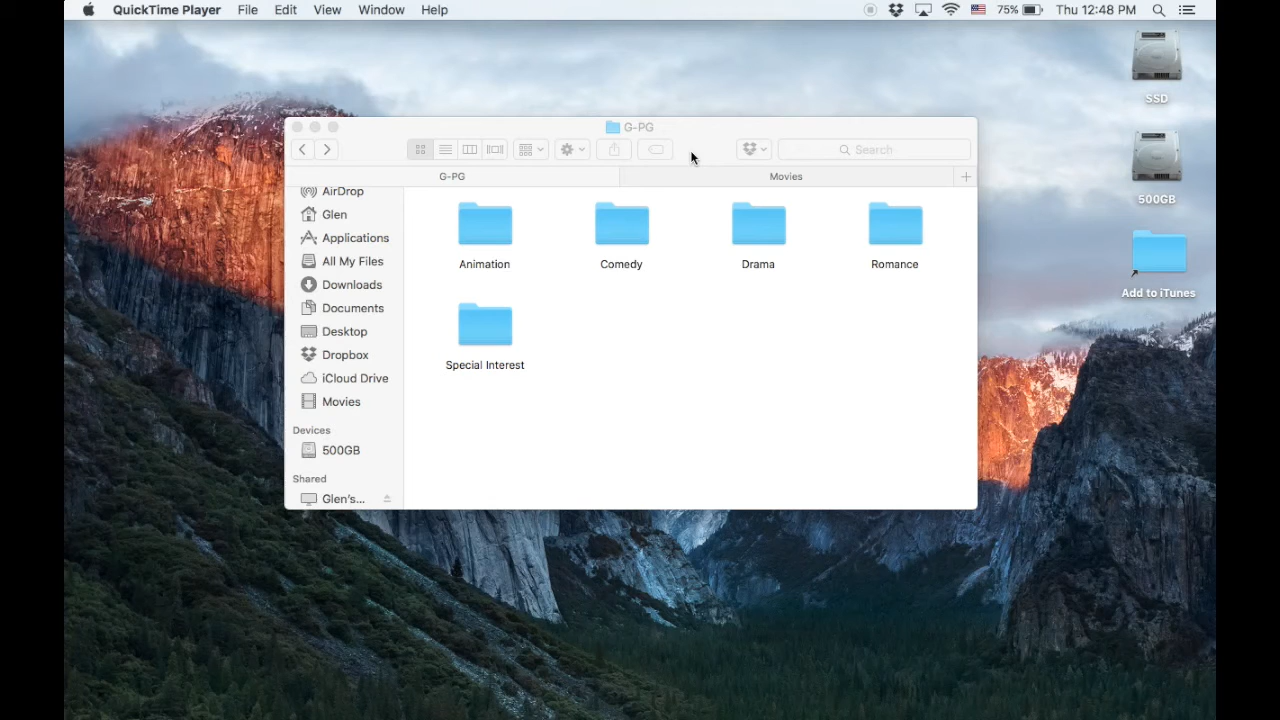 QuickTime Player File Edit View Window Help 75% Thu 12:48 PM
SSD
500GB
Add to iTunes
G-PG
Search
G-PG Movies
AirDrop
Glen
Applications
All My Files
Downloads
Documents
Desktop
Dropbox
iCloud Drive
Movies
Devices
500GB
Shared
Glen's...
Animation Comedy Drama Romance
Special Interest